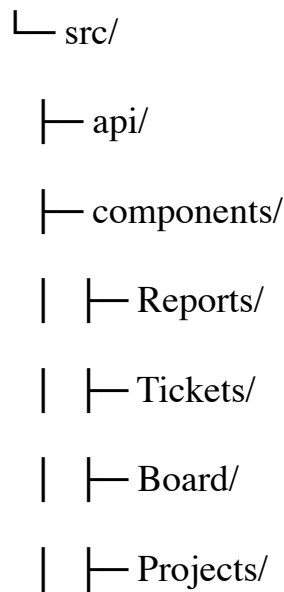 └── src/
├── api/
├── components/
│ ├── Reports/
│ ├── Tickets/
│ ├── Board/
│ ├── Projects/